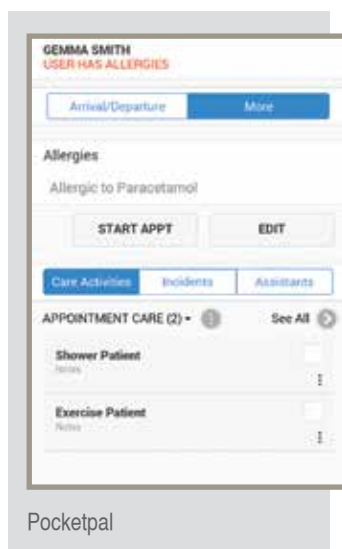 GEMMA SMITH
USER HAS ALLERGIES
Arrival/Departure More
Allergies
Allergic to Paracetamol
START APPT EDIT
Care Activities Incidents Assistants
APPOINTMENT CARE (2) See All
Shower Patient
Notes
Exercise Patient
Notes
Pocketpal